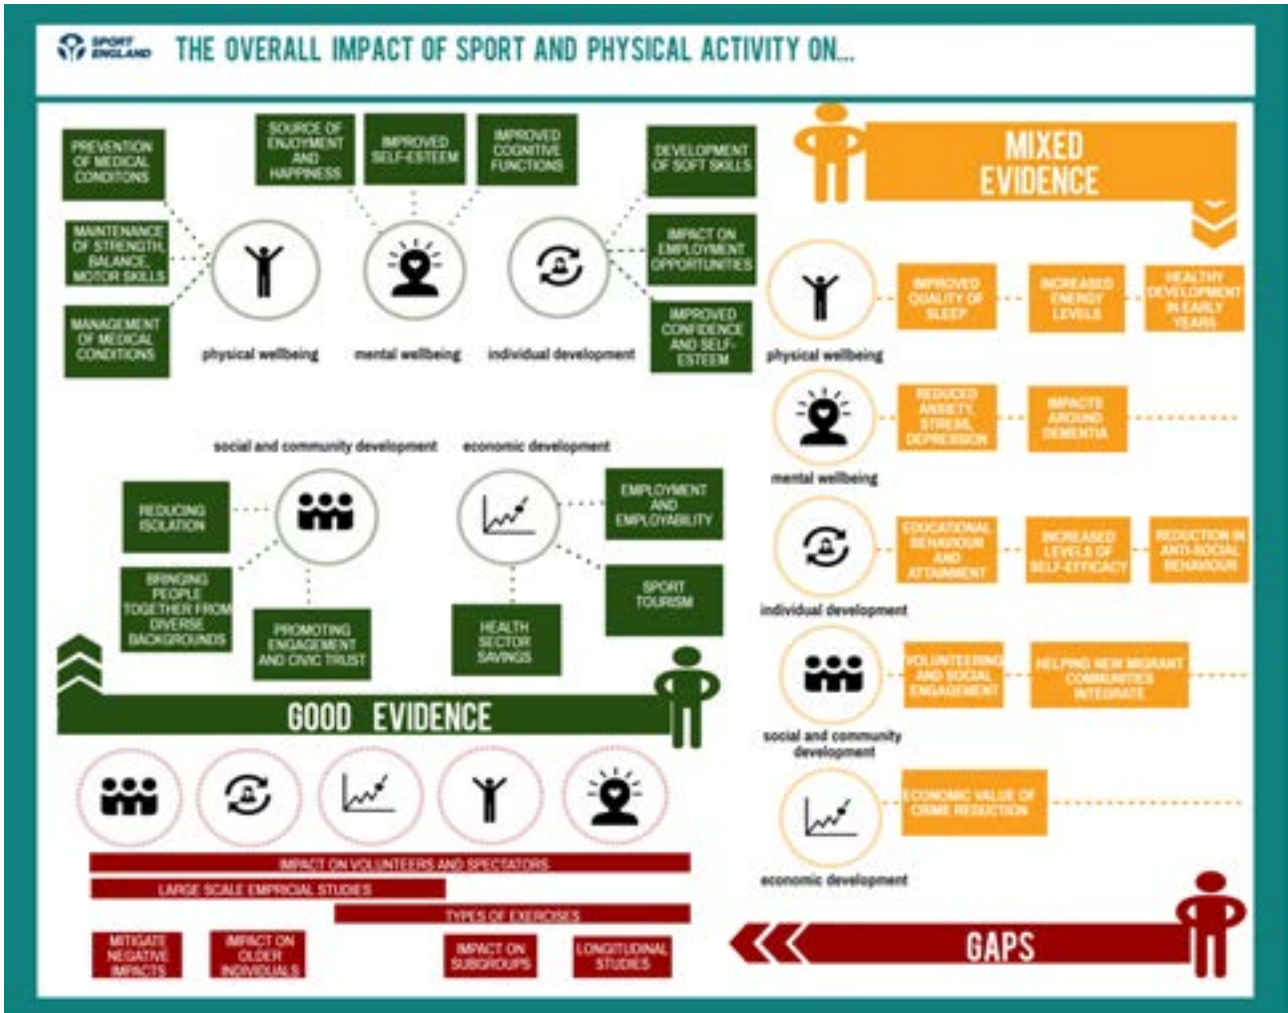 SPORT
ENGLAND
THE OVERALL IMPACT OF SPORT AND PHYSICAL ACTIVITY ON...
PREVENTION
OF MEDICAL
CONDITONS
MAINTENANCE
OF STRENGTH,
BALANCE,
MOTOR SKILLS
MANAGEMENT
OF MEDICAL
CONDITIONS
physical wellbeing
SOURCE OF
ENJOYMENT
AND
HAPPINESS
IMPROVED
SELF-ESTEEM
IMPROVED
COGNITIVE
FUNCTIONS
mental wellbeing
DEVELOPMENT
OF SOFT SKILLS
IMPACT ON
EMPLOYMENT
OPPORTUNITIES
IMPROVED
CONFIDENCE
AND SELF-
ESTEEM
individual development
social and community development
REDUCING
ISOLATION
BRINGING
PEOPLE
TOGETHER FROM
DIVERSE
BACKGROUNDS
PROMOTING
ENGAGEMENT
AND CIVIC TRUST
economic development
EMPLOYMENT
AND
EMPLOYABILITY
SPORT
TOURISM
HEALTH
SECTOR
SAVINGS
GOOD EVIDENCE
MIXED
EVIDENCE
physical wellbeing
IMPROVED
QUALITY OF
SLEEP
INCREASED
ENERGY
LEVELS
HEALTHY
DEVELOPMENT
IN EARLY
YEARS
mental wellbeing
REDUCED
ANXIETY,
STRESS,
DEPRESSION
IMPACTS
AROUND
DEMENTIA
individual development
EDUCATIONAL
BEHAVIOUR
AND
ATTAINMENT
INCREASED
LEVELS OF
SELF-EFFICACY
REDUCTION IN
ANTI-SOCIAL
BEHAVIOUR
social and community
development
VOLUNTEERING
AND SOCIAL
ENGAGEMENT
HELPING NEW MIGRANT
COMMUNITIES
INTEGRATE
economic development
ECONOMIC VALUE OF
CRIME REDUCTION
IMPACT ON VOLUNTEERS AND SPECTATORS
LARGE SCALE EMPRICIAL STUDIES
TYPES OF EXERCISES
MITIGATE
NEGATIVE
IMPACTS
IMPACT ON
OLDER
INDIVIDUALS
IMPACT ON
SUBGROUPS
LONGITUDINAL
STUDIES
GAPS